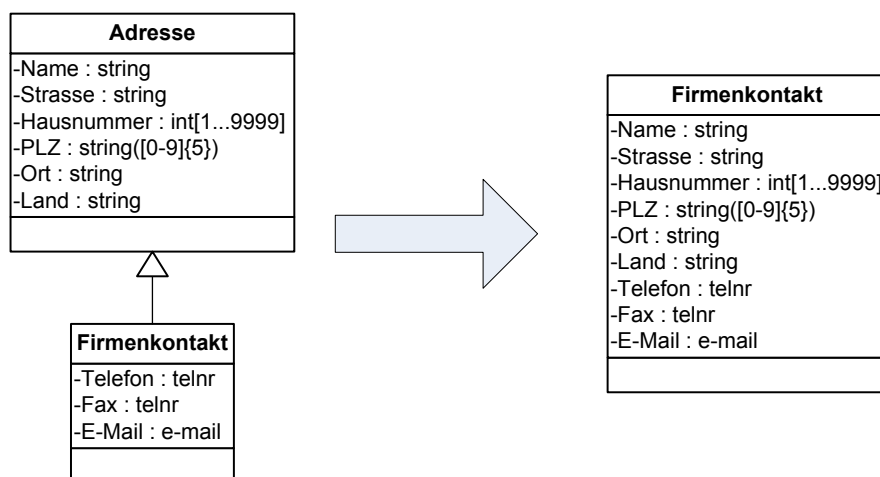 Adresse
-Name : string
-Strasse : string
-Hausnummer : int[1...9999]
-PLZ : string([0-9]{5})
-Ort : string
-Land : string
Firmenkontakt
-Telefon : telnr
-Fax : telnr
-E-Mail : e-mail
Firmenkontakt
-Name : string
-Strasse : string
-Hausnummer : int[1...9999]
-PLZ : string([0-9]{5})
-Ort : string
-Land : string
-Telefon : telnr
-Fax : telnr
-E-Mail : e-mail